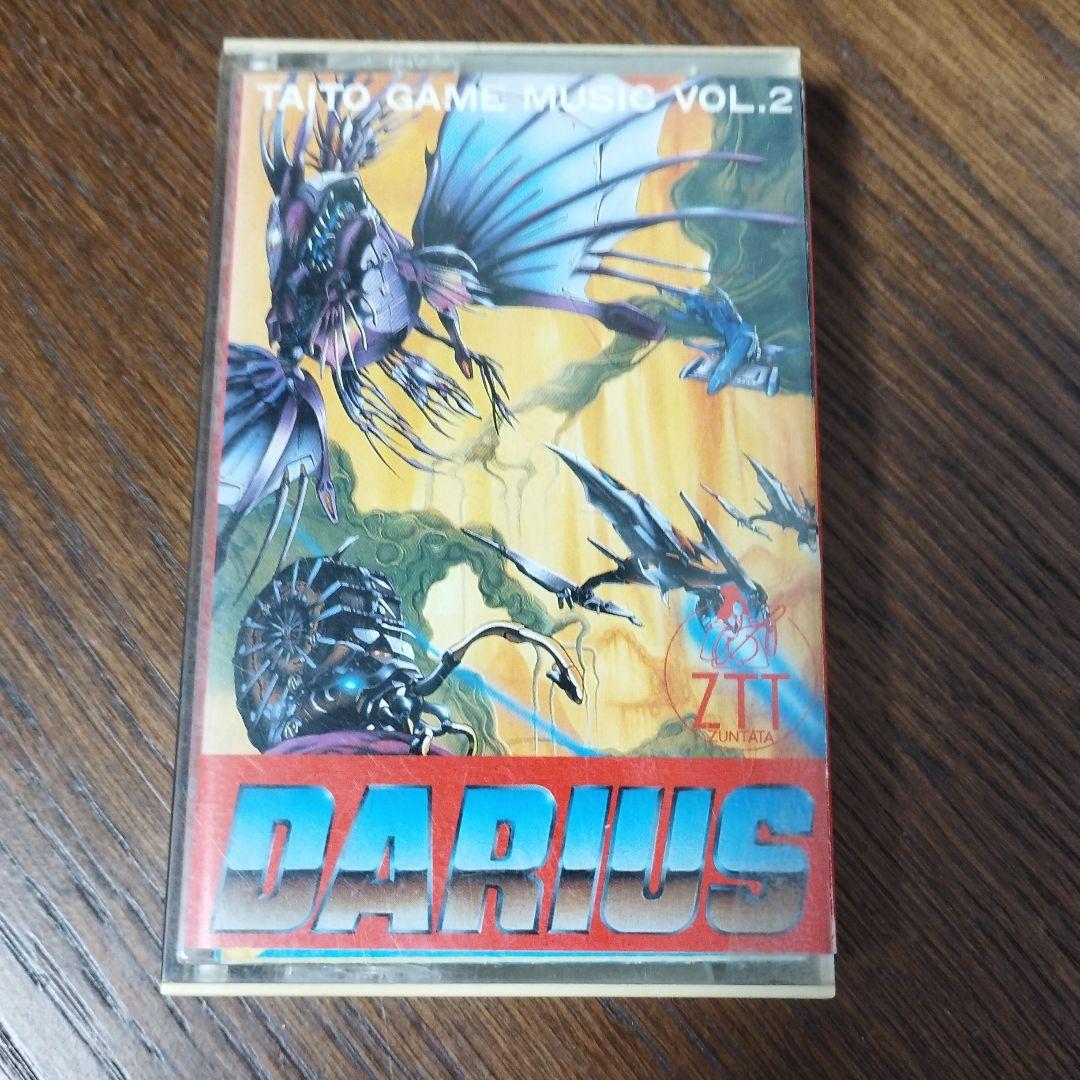 TAITO GAME MUSIC VOL.2
ZTT
ZUNTATA
DARIUS